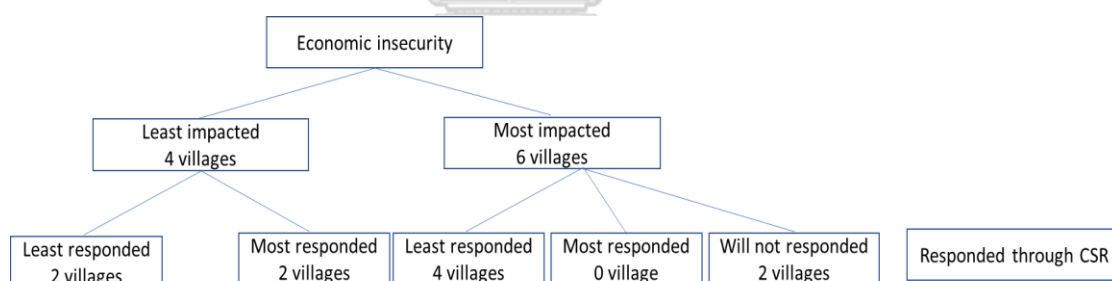 Economic insecurity
Least impacted
4 villages
Most impacted
6 villages
Least responded
2 villages
Most responded
2 villages
Least responded
4 villages
Most responded
0 village
Will not responded
2 villages
Responded through CSR